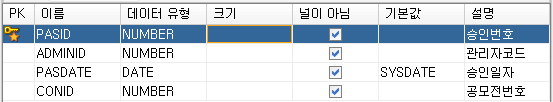 PK 이름 데이터 유형 크기 널이 아님 기본값 설명
PASID NUMBER 승인번호
ADMINID NUMBER 관리자코드
PASDATE DATE SYSDATE 승인일자
CONID NUMBER 공모전번호